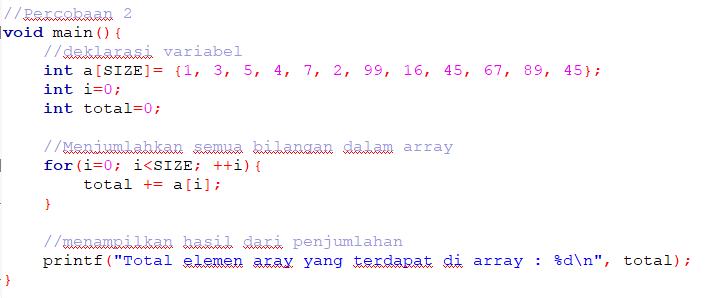 //Percobaan 2
void main(){
//deklarasi variabel
int a[SIZE]= {1, 3, 5, 4, 7, 2, 99, 16, 45, 67, 89, 45};
int i=0;
int total=0;
//Menjumlahkan semua bilangan dalam array
for(i=0; i<SIZE; ++i){
total += a[i];
}
//menampilkan hasil dari penjumlahan
printf("Total elemen aray yang terdapat di array : %d\n", total);
}